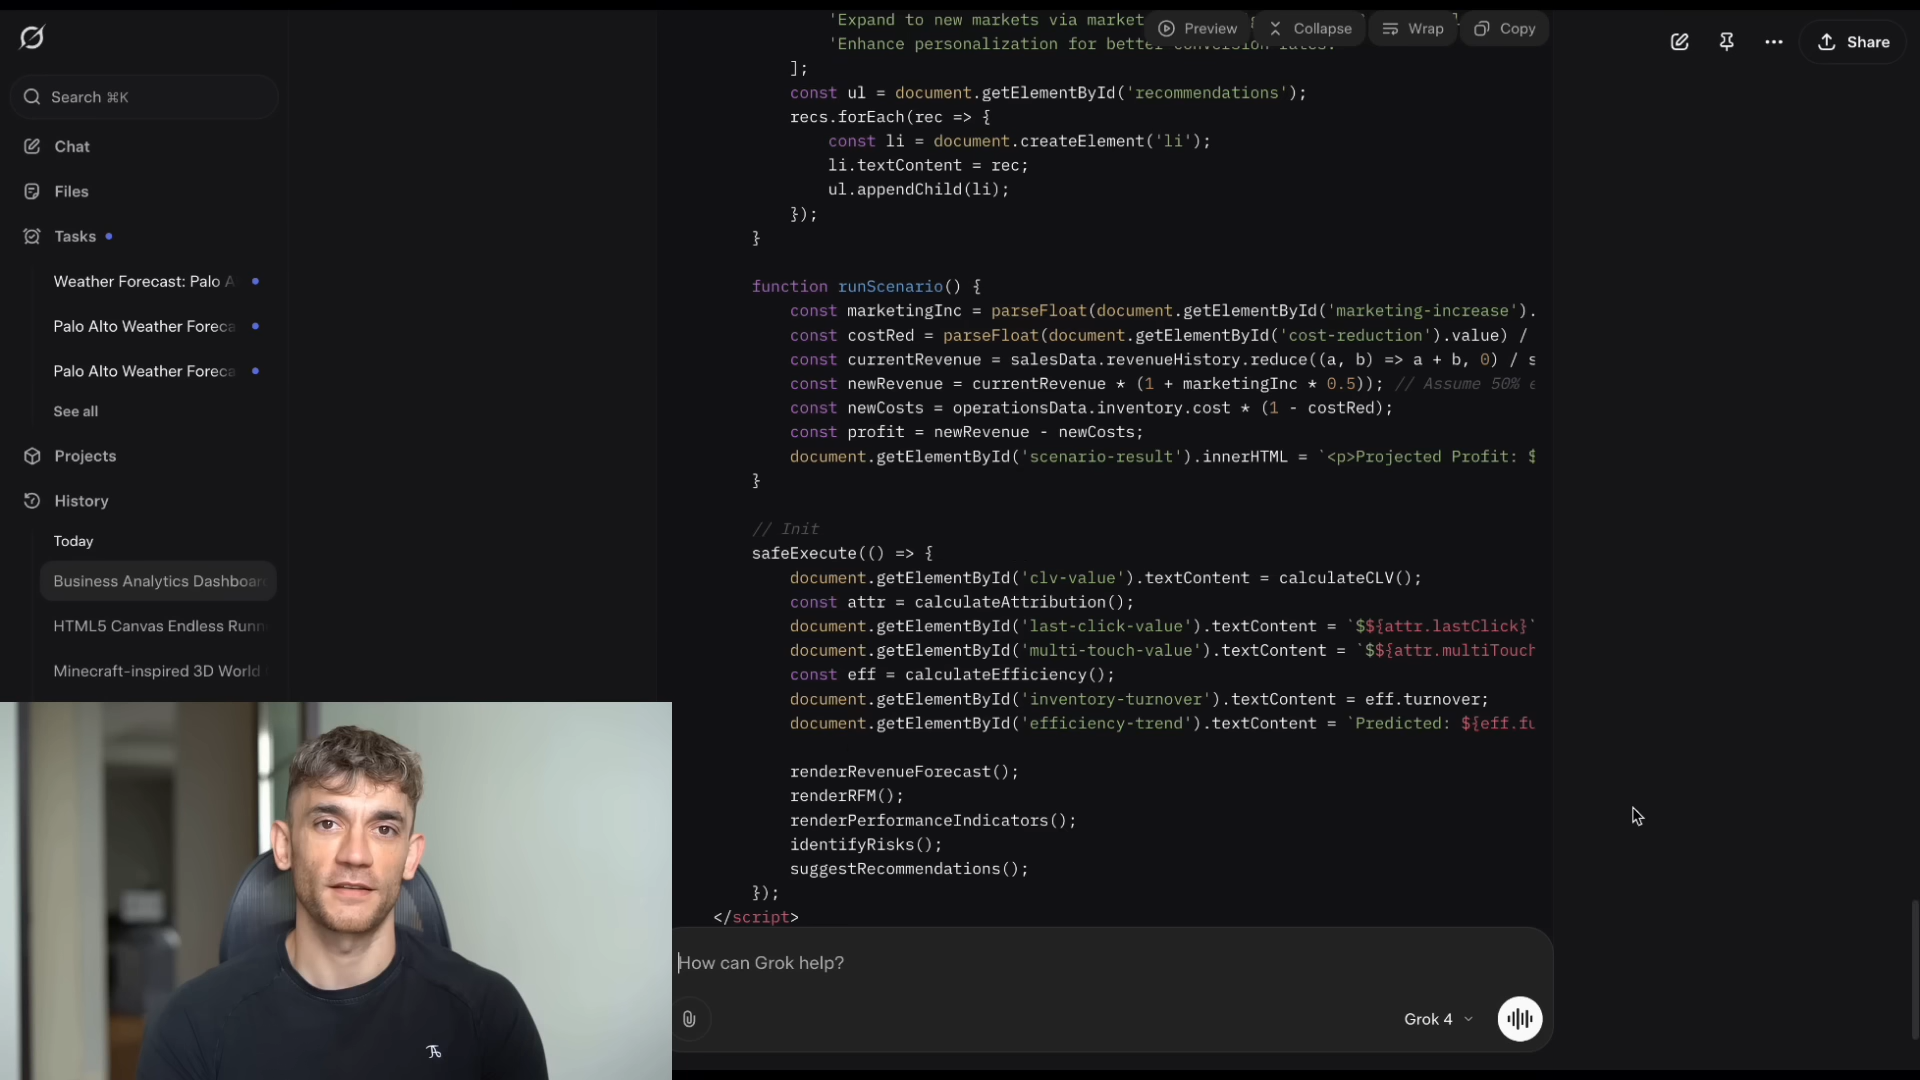 Search ⌘K
Chat
Files
Tasks
Weather Forecast: Palo A
Palo Alto Weather Foreca
Palo Alto Weather Foreca
See all
Projects
History
Today
Business Analytics Dashboar
HTML5 Canvas Endless Runn
Minecraft-inspired 3D World
Preview
Collapse
Wrap
Copy
Share
'Expand to new markets via market
'Enhance personalization for better conversion rates.
];
const ul = document.getElementById('recommendations');
recs.forEach(rec => {
const li = document.createElement('li');
li.textContent = rec;
ul.appendChild(li);
});
}
function runScenario() {
const marketingInc = parseFloat(document.getElementById('marketing-increase').
const costRed = parseFloat(document.getElementById('cost-reduction').value) /
const currentRevenue = salesData.revenueHistory.reduce((a, b) => a + b, 0) / s
const newRevenue = currentRevenue * (1 + marketingInc * 0.5)); // Assume 50% e
const newCosts = operationsData.inventory.cost * (1 - costRed);
const profit = newRevenue - newCosts;
document.getElementById('scenario-result').innerHTML = `<p>Projected Profit: $
}
// Init
safeExecute(() => {
document.getElementById('clv-value').textContent = calculateCLV();
const attr = calculateAttribution();
document.getElementById('last-click-value').textContent = `$${attr.lastClick}`
document.getElementById('multi-touch-value').textContent = `$${attr.multiTouch
const eff = calculateEfficiency();
document.getElementById('inventory-turnover').textContent = eff.turnover;
document.getElementById('efficiency-trend').textContent = `Predicted: ${eff.fu
renderRevenueForecast();
renderRFM();
renderPerformanceIndicators();
identifyRisks();
suggestRecommendations();
});
</script>
How can Grok help?
Grok 4